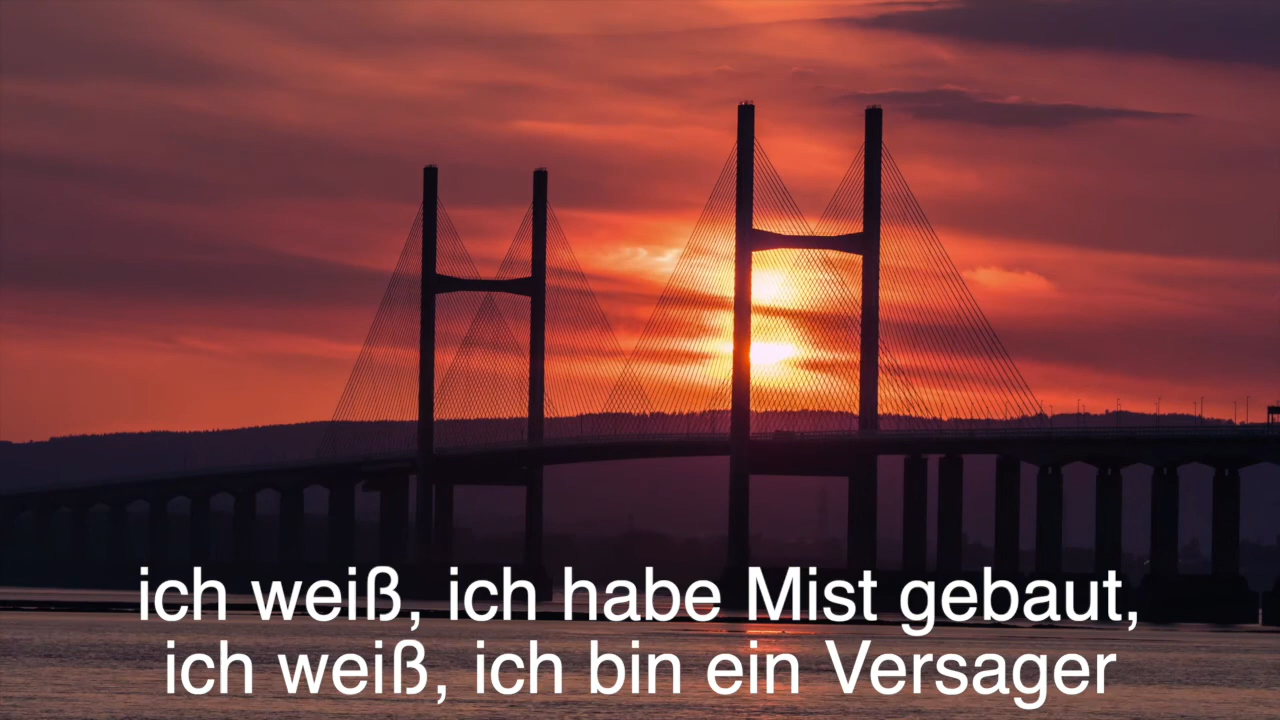 ich weiß, ich habe Mist gebaut,
ich weiß, ich bin ein Versager